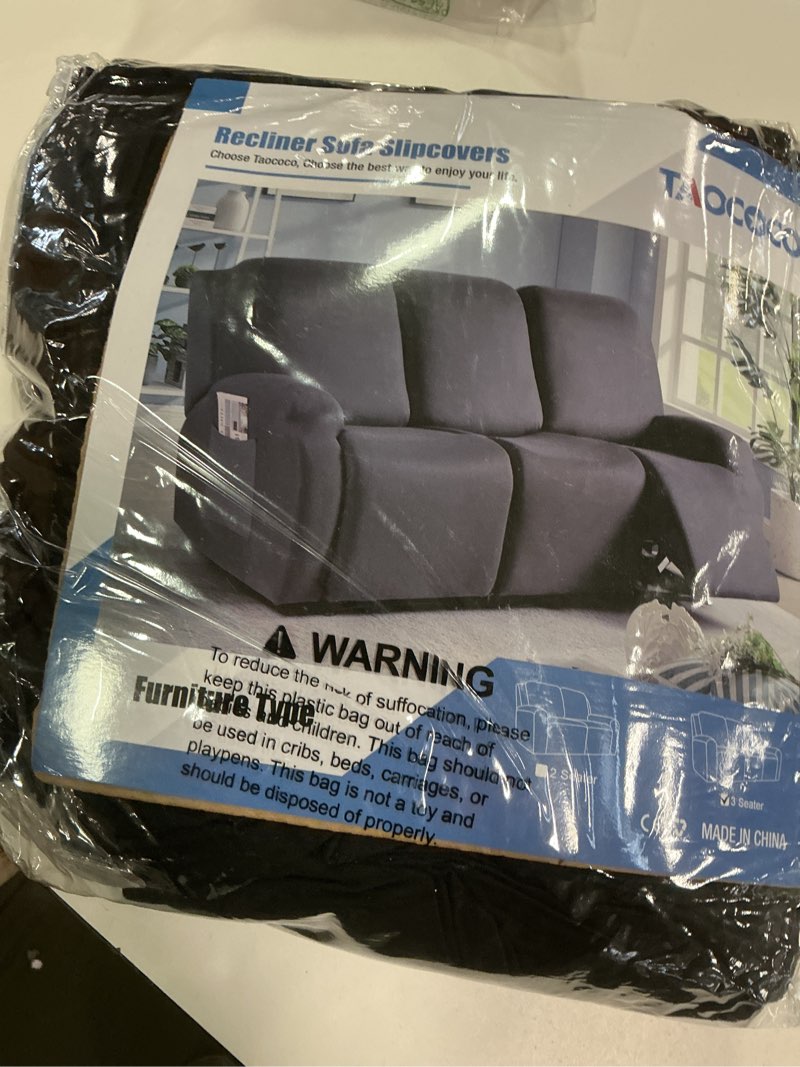 Recliner Sofa Slipcovers
Choose Taococo, Choose the best way to enjoy your life.
TAOCOCO
WARNING
To reduce the risk of suffocation, please
keep this plastic bag out of reach of
children. This bag should not
be used in cribs, beds, carriages, or
playpens. This bag is not a toy and
should be disposed of properly.
Furniture Type
2 Seater
3 Seater
MADE IN CHINA